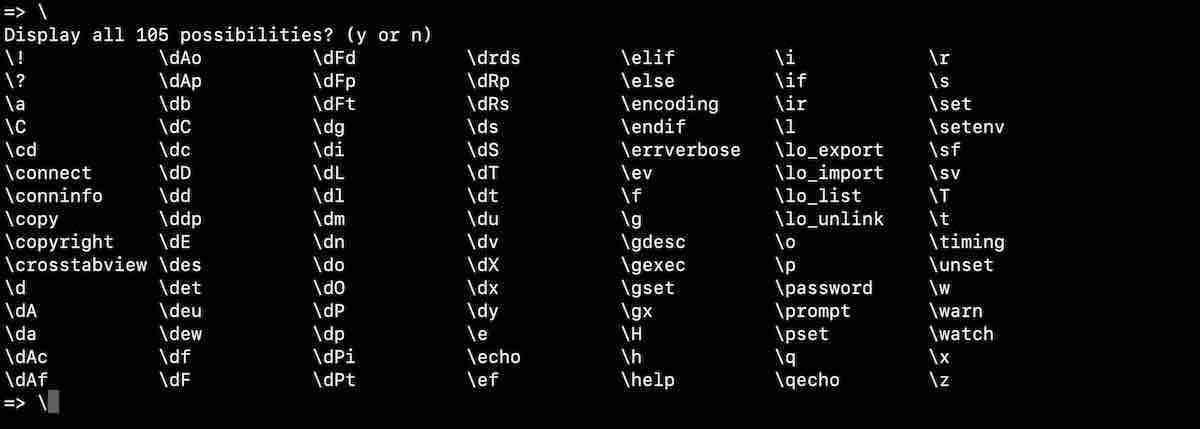 => \
Display all 105 possibilities? (y or n)
\! \dAo \dFd \drds \elif \i \r
\? \dAp \dFp \dRp \else \if \s
\a \db \dFt \dRs \encoding \ir \set
\C \dC \dg \ds \endif \l \setenv
\cd \dc \di \dS \errverbose \lo_export \sf
\connect \dD \dL \dT \ev \lo_import \sv
\conninfo \dd \dl \dt \f \lo_list \T
\copy \ddp \dm \du \g \lo_unlink \t
\copyright \dE \dn \dv \gdesc \o \timing
\crosstabview \des \do \dX \gexec \p \unset
\d \det \dO \dx \gset \password \w
\dA \deu \dP \dy \gx \prompt \warn
\da \dew \dp \e \H \pset \watch
\dAc \df \dPi \echo \h \q \x
\dAf \dF \dPt \ef \help \qecho \z
=> \